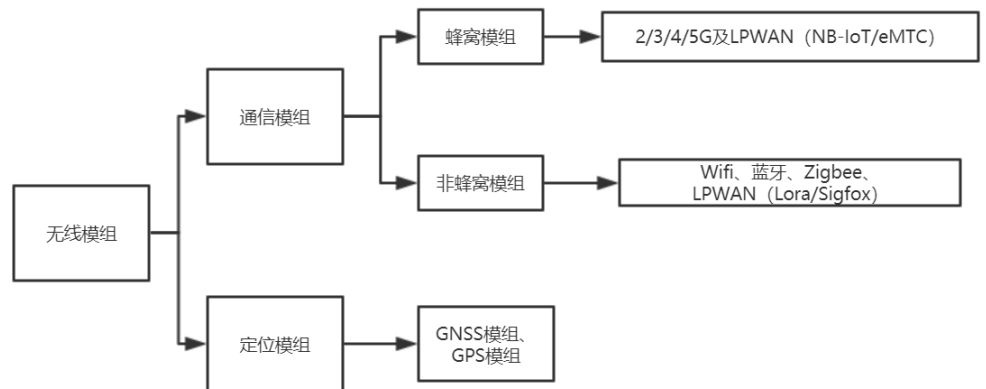 蜂窝模组
2/3/4/5G及LPWAN（NB-IoT/eMTC）
通信模组
非蜂窝模组
Wifi、蓝牙、Zigbee、
LPWAN（Lora/Sigfox）
无线模组
定位模组
GNSS模组、
GPS模组